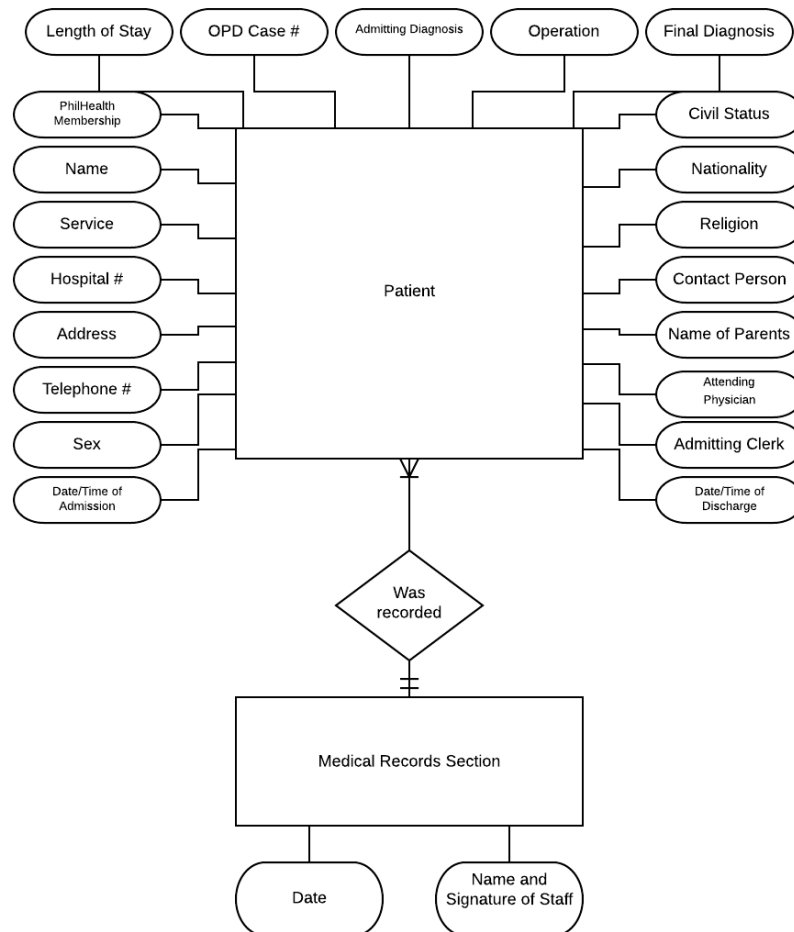 Length of Stay
OPD Case #
Admitting Diagnosis
Operation
Final Diagnosis
PhilHealth
Membership
Civil Status
Name
Nationality
Service
Religion
Hospital #
Contact Person
Patient
Address
Name of Parents
Telephone #
Attending
Physician
Sex
Admitting Clerk
Date/Time of
Admission
Date/Time of
Discharge
Was
recorded
Medical Records Section
Date
Name and
Signature of Staff